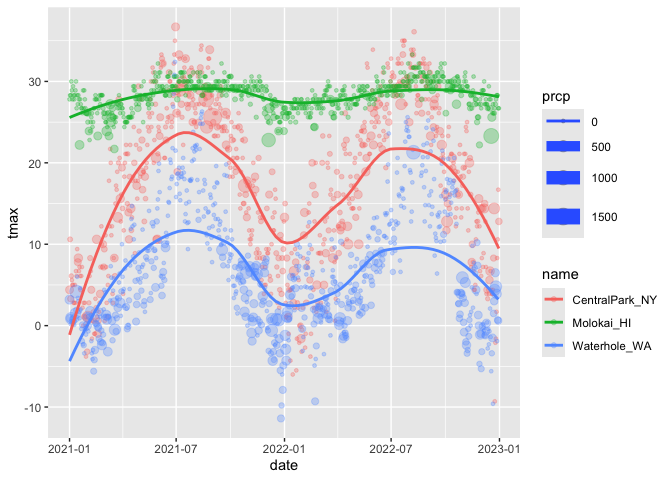 30
20
10
0
-10
tmax
2021-01 2021-07 2022-01 2022-07 2023-01
date
prcp
0
500
1000
1500
name
CentralPark_NY
Molokai_HI
Waterhole_WA